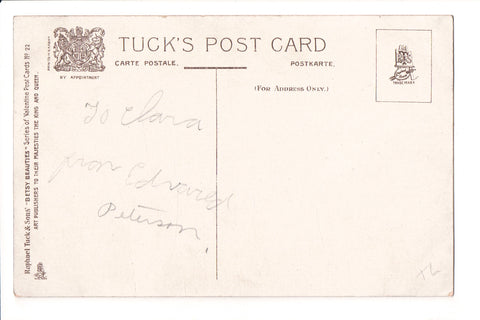 TUCK'S POST CARD
CARTE POSTALE.
POSTKARTE.
BY APPOINTMENT
(FOR ADDRESS ONLY.)
TRADE MARK
To Clara
from Edvared
Peterson,
Raphael Tuck & Sons' "BETSY BEAUTIES" Series of Valentine Post Cards No 22
ART PUBLISHERS TO THEIR MAJESTIES THE KING AND QUEEN.